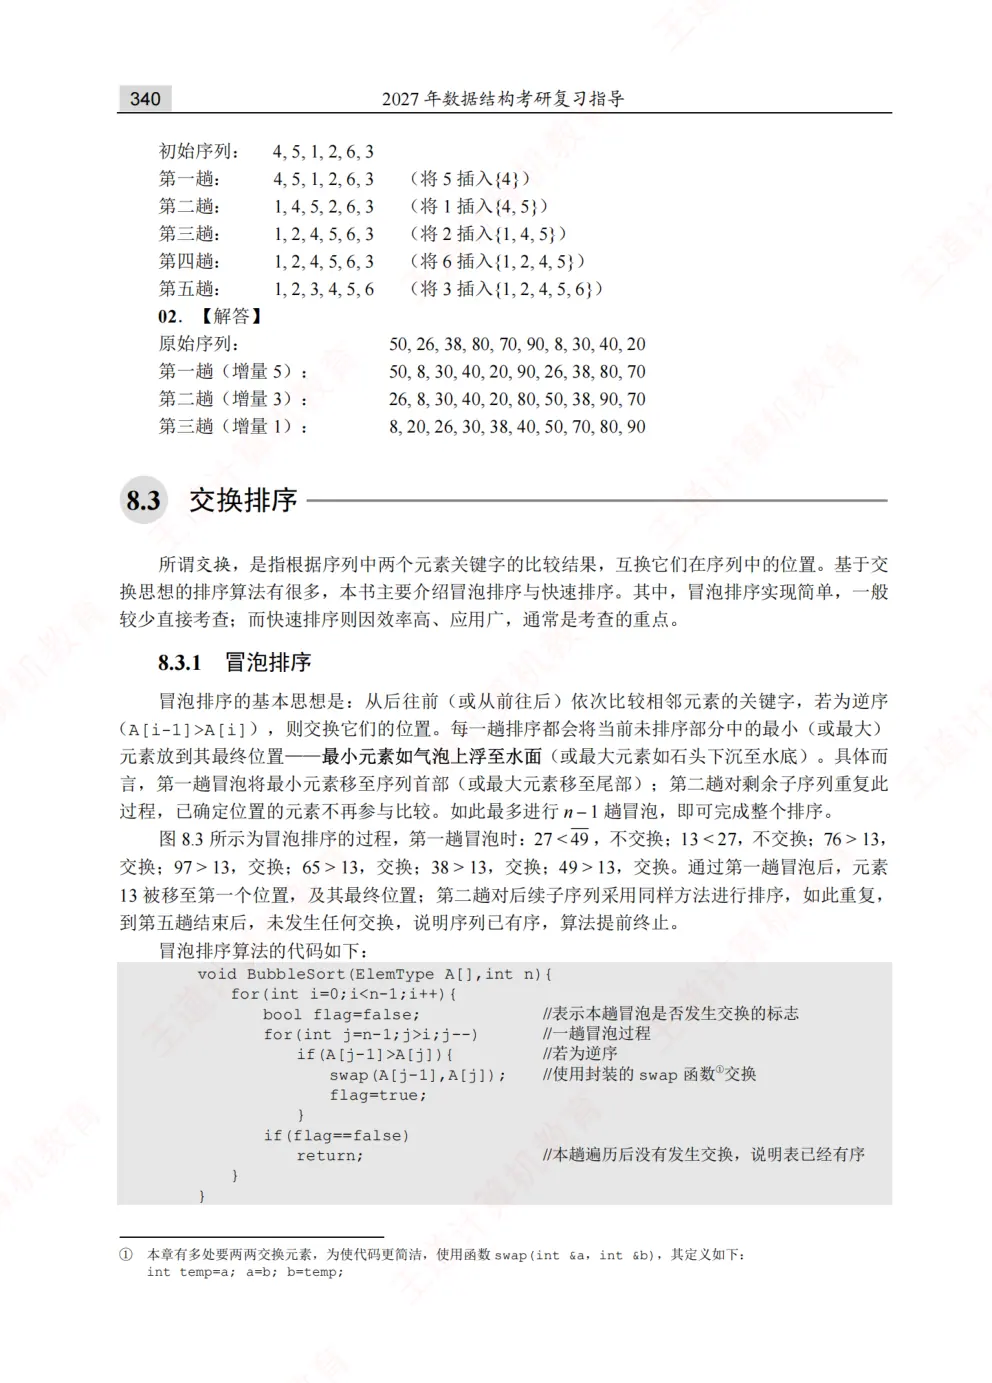 340
2027 年数据结构考研复习指导
初始序列： 4, 5, 1, 2, 6, 3
第一趟： 4, 5, 1, 2, 6, 3 （将 5 插入{4}）
第二趟： 1, 4, 5, 2, 6, 3 （将 1 插入{4, 5}）
第三趟： 1, 2, 4, 5, 6, 3 （将 2 插入{1, 4, 5}）
第四趟： 1, 2, 4, 5, 6, 3 （将 6 插入{1, 2, 4, 5}）
第五趟： 1, 2, 3, 4, 5, 6 （将 3 插入{1, 2, 4, 5, 6}）
02. 【解答】
原始序列： 50, 26, 38, 80, 70, 90, 8, 30, 40, 20
第一趟（增量 5）： 50, 8, 30, 40, 20, 90, 26, 38, 80, 70
第二趟（增量 3）： 26, 8, 30, 40, 20, 80, 50, 38, 90, 70
第三趟（增量 1）： 8, 20, 26, 30, 38, 40, 50, 70, 80, 90
8.3 交换排序
所谓交换，是指根据序列中两个元素关键字的比较结果，互换它们在序列中的位置。基于交
换思想的排序算法有很多，本书主要介绍冒泡排序与快速排序。其中，冒泡排序实现简单，一般
较少直接考查；而快速排序则因效率高、应用广，通常是考查的重点。
8.3.1 冒泡排序
冒泡排序的基本思想是：从后往前（或从前往后）依次比较相邻元素的关键字，若为逆序
（A[i-1]>A[i]），则交换它们的位置。每一趟排序都会将当前未排序部分中的最小（或最大）
元素放到其最终位置——最小元素如气泡上浮至水面（或最大元素如石头下沉至水底）。具体而
言，第一趟冒泡将最小元素移至序列首部（或最大元素移至尾部）；第二趟对剩余子序列重复此
过程，已确定位置的元素不再参与比较。如此最多进行 n – 1 趟冒泡，即可完成整个排序。
图 8.3 所示为冒泡排序的过程，第一趟冒泡时：27 < 4̅9̅，不交换；13 < 27，不交换；76 > 13，
交换；97 > 13，交换；65 > 13，交换；38 > 13，交换；49 > 13，交换。通过第一趟冒泡后，元素
13 被移至第一个位置，及其最终位置；第二趟对后续子序列采用同样方法进行排序，如此重复，
到第五趟结束后，未发生任何交换，说明序列已有序，算法提前终止。
冒泡排序算法的代码如下：
void BubbleSort(ElemType A[],int n){
for(int i=0;i<n-1;i++){
bool flag=false; //表示本趟冒泡是否发生交换的标志
for(int j=n-1;j>i;j--) //一趟冒泡过程
if(A[j-1]>A[j]){ //若为逆序
swap(A[j-1],A[j]); //使用封装的 swap 函数①交换
flag=true;
}
if(flag==false)
return; //本趟遍历后没有发生交换，说明表已经有序
}
}
① 本章有多处要两两交换元素，为使代码更简洁，使用函数 swap(int &a, int &b)，其定义如下：
int temp=a; a=b; b=temp;